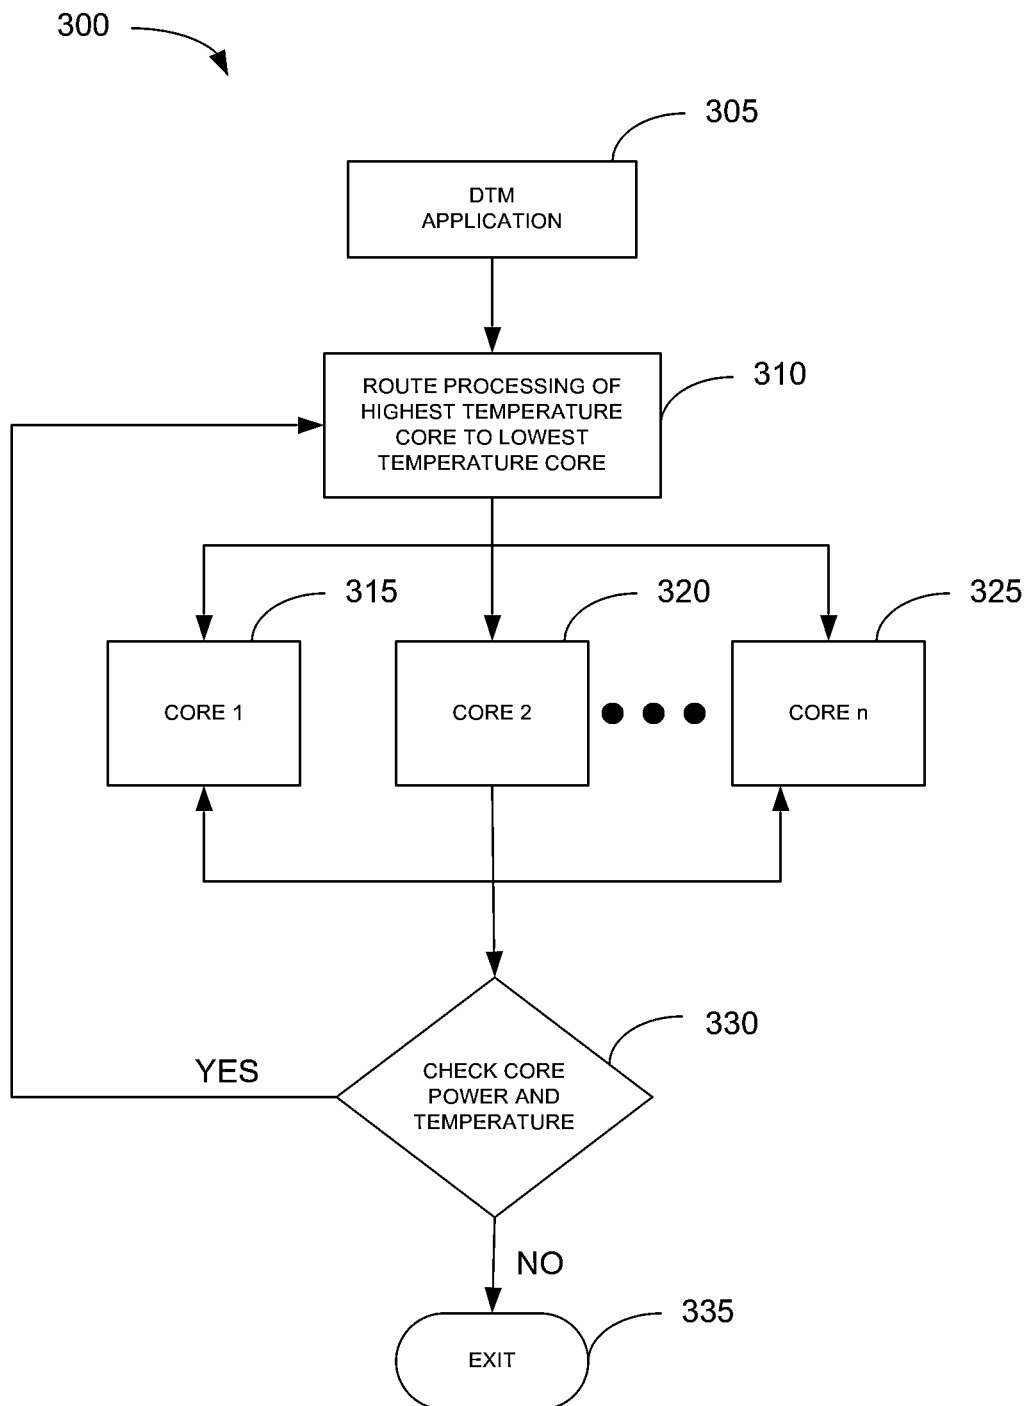 300
305
DTM
APPLICATION
310
ROUTE PROCESSING OF
HIGHEST TEMPERATURE
CORE TO LOWEST
TEMPERATURE CORE
315
320
325
CORE 1
CORE 2
CORE n
330
YES
CHECK CORE
POWER AND
TEMPERATURE
NO
335
EXIT